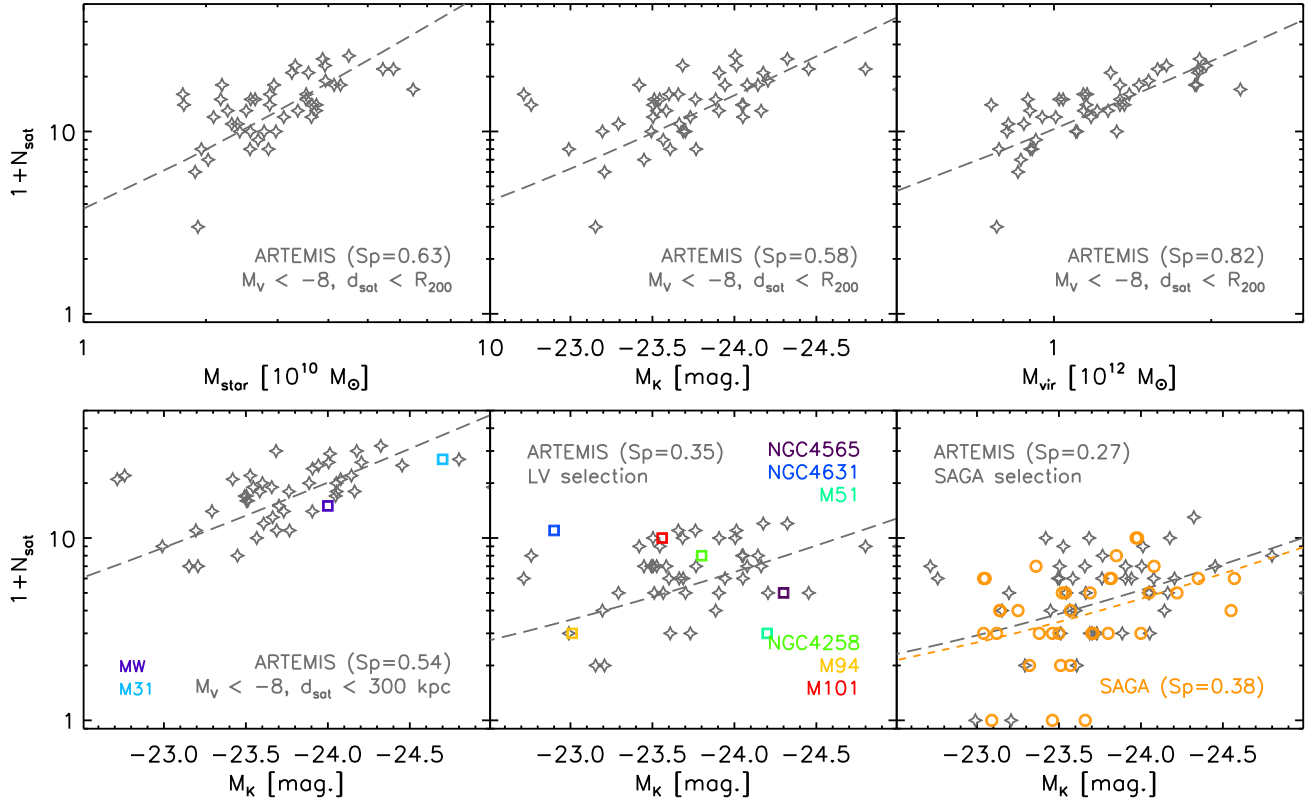 10
1
1+N_sat
ARTEMIS (Sp=0.63)
M_V < −8, d_sat < R_200
ARTEMIS (Sp=0.58)
M_V < −8, d_sat < R_200
ARTEMIS (Sp=0.82)
M_V < −8, d_sat < R_200
1 10 −23.0 −23.5 −24.0 −24.5 1
M_star [10^10 M_⊙] M_K [mag.] M_vir [10^12 M_⊙]
10
1
1+N_sat
MW
M31
ARTEMIS (Sp=0.54)
M_V < −8, d_sat < 300 kpc
ARTEMIS (Sp=0.35)
LV selection
NGC4565
NGC4631
M51
NGC4258
M94
M101
ARTEMIS (Sp=0.27)
SAGA selection
SAGA (Sp=0.38)
−23.0 −23.5 −24.0 −24.5 −23.0 −23.5 −24.0 −24.5 −23.0 −23.5 −24.0 −24.5
M_K [mag.] M_K [mag.] M_K [mag.]